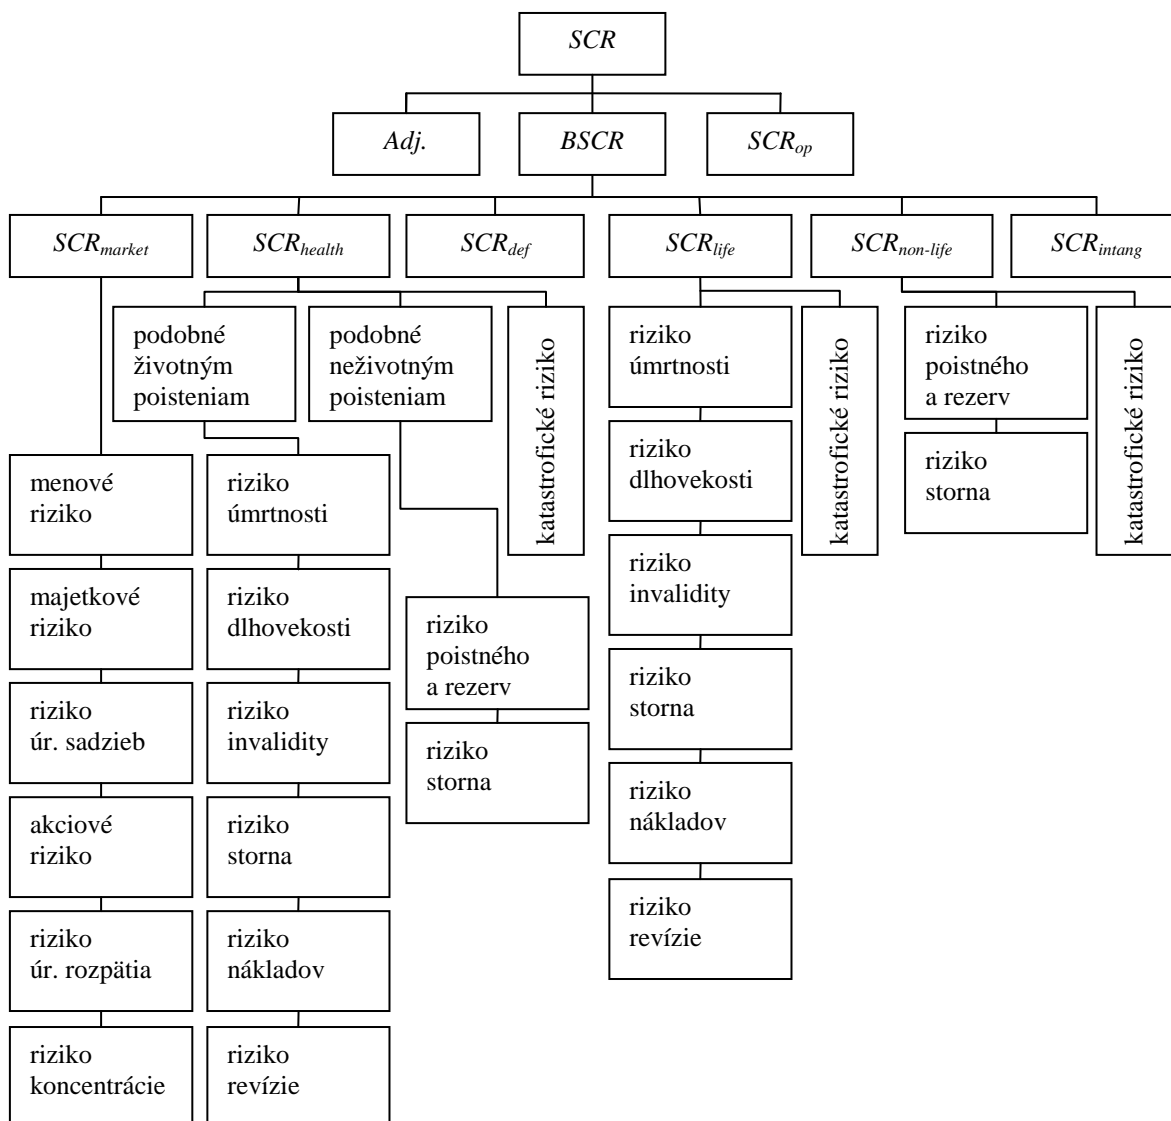 SCR
Adj.
BSCR
SCRop
SCRmarket
SCRhealth
SCRdef
SCRlife
SCRnon-life
SCRintang
podobné
životným
poisteniam
podobné
neživotným
poisteniam
katastrofické riziko
riziko
úmrtnosti
katastrofické riziko
riziko
poistného
a rezerv
katastrofické riziko
riziko
dlhovekosti
riziko
storna
menové
riziko
riziko
úmrtnosti
riziko
invalidity
majetkové
riziko
riziko
dlhovekosti
riziko
poistného
a rezerv
riziko
storna
riziko
úr. sadzieb
riziko
invalidity
riziko
storna
riziko
nákladov
akciové
riziko
riziko
storna
riziko
revízie
riziko
úr. rozpätia
riziko
nákladov
riziko
koncentrácie
riziko
revízie